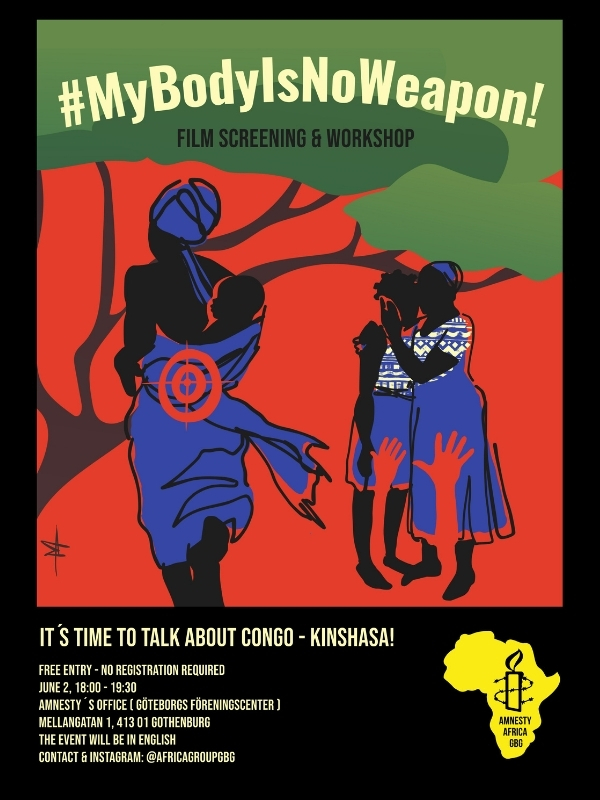 #MyBodyIsNoWeapon!
FILM SCREENING & WORKSHOP
IT´S TIME TO TALK ABOUT CONGO - KINSHASA!
FREE ENTRY - NO REGISTRATION REQUIRED
JUNE 2, 18:00 - 19:30
AMNESTY ´S OFFICE ( GÖTEBORGS FÖRENINGSCENTER )
MELLANGATAN 1, 413 01 GOTHENBURG
THE EVENT WILL BE IN ENGLISH
CONTACT & INSTAGRAM: @AFRICAGROUPGBG
AMNESTY
AFRICA
GBG